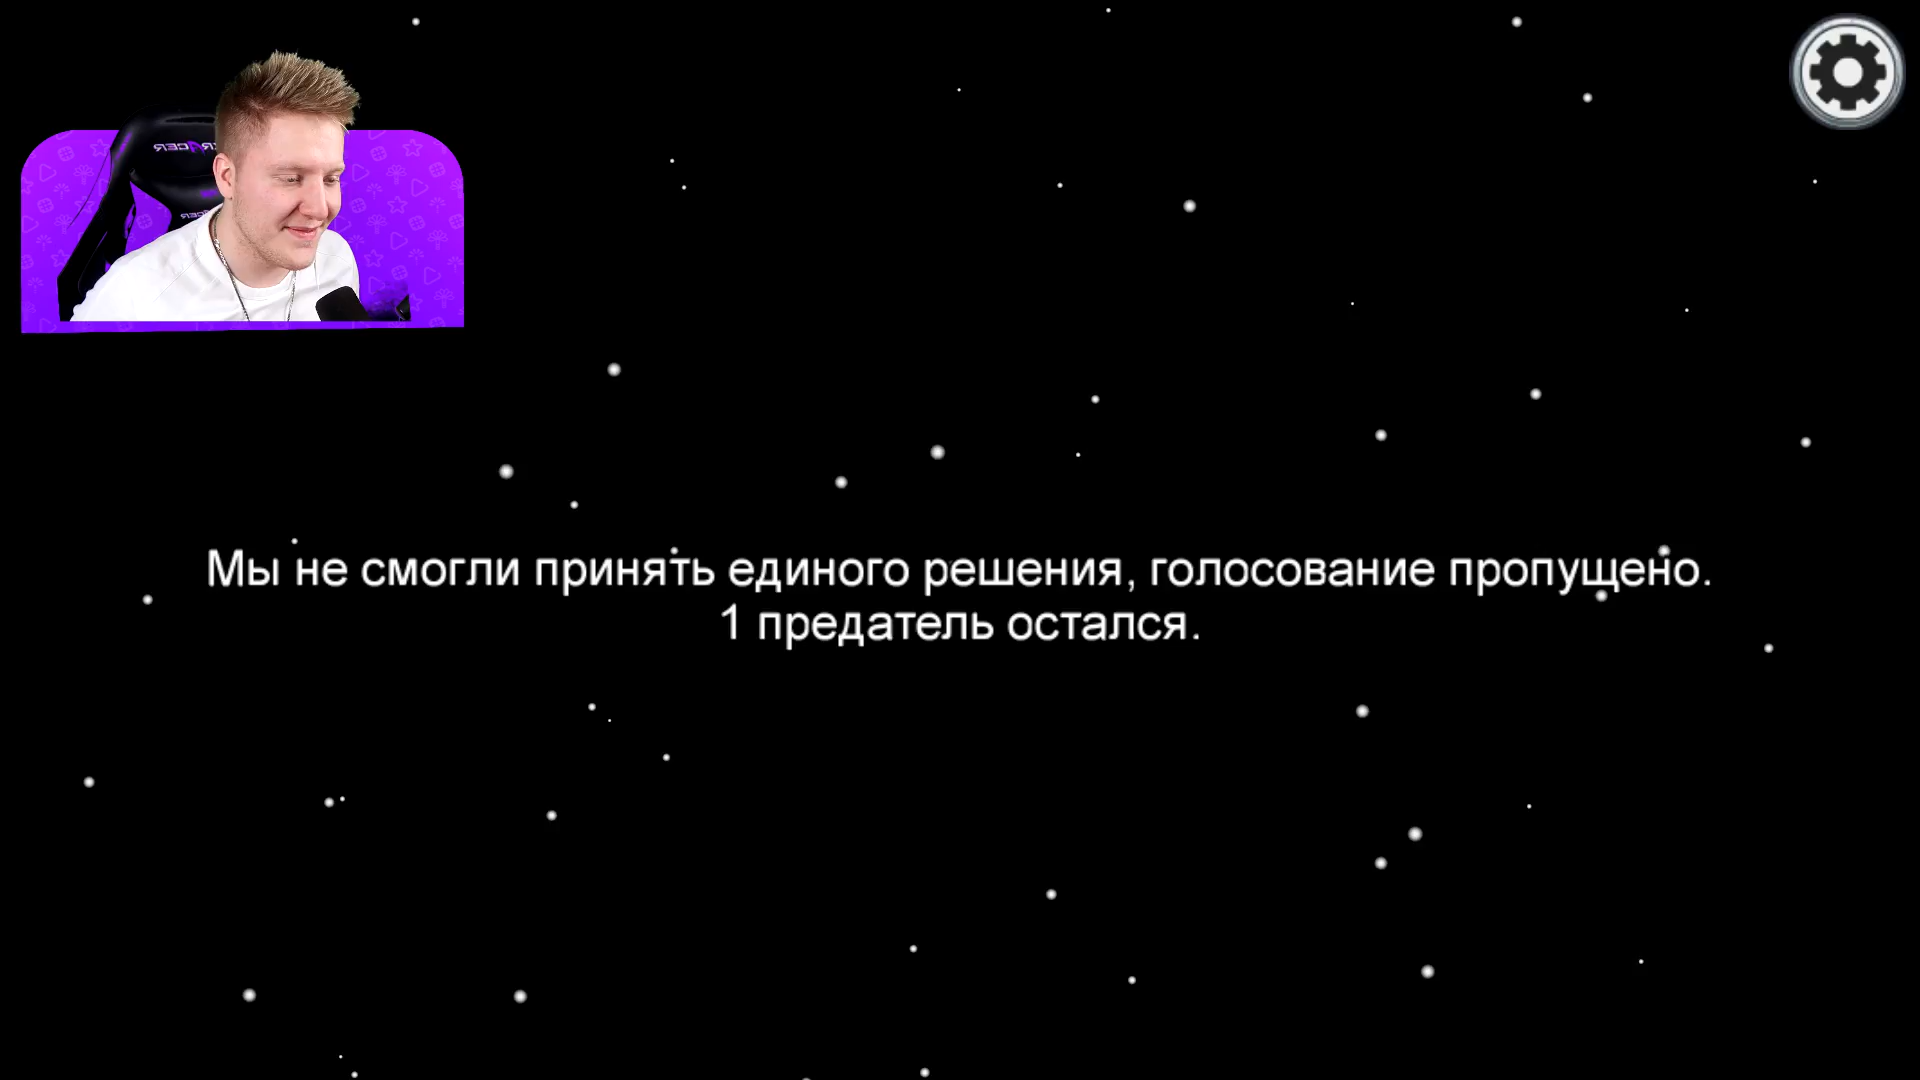 Мы не смогли принять единого решения, голосование пропущено.
1 предатель остался.